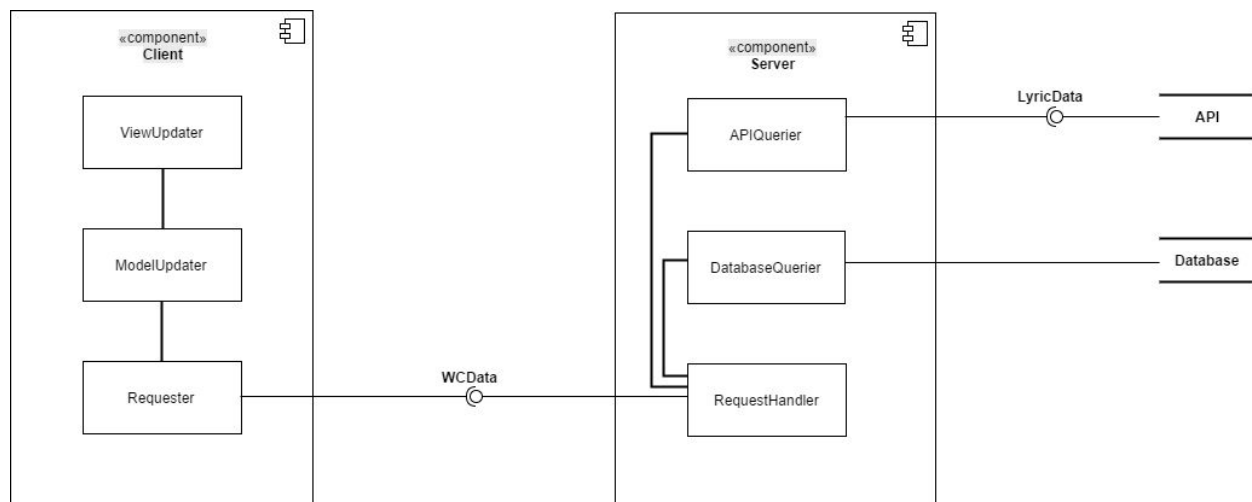 «component»
Client
ViewUpdater
ModelUpdater
Requester
WCData
«component»
Server
APIQuerier
DatabaseQuerier
RequestHandler
LyricData
API
Database